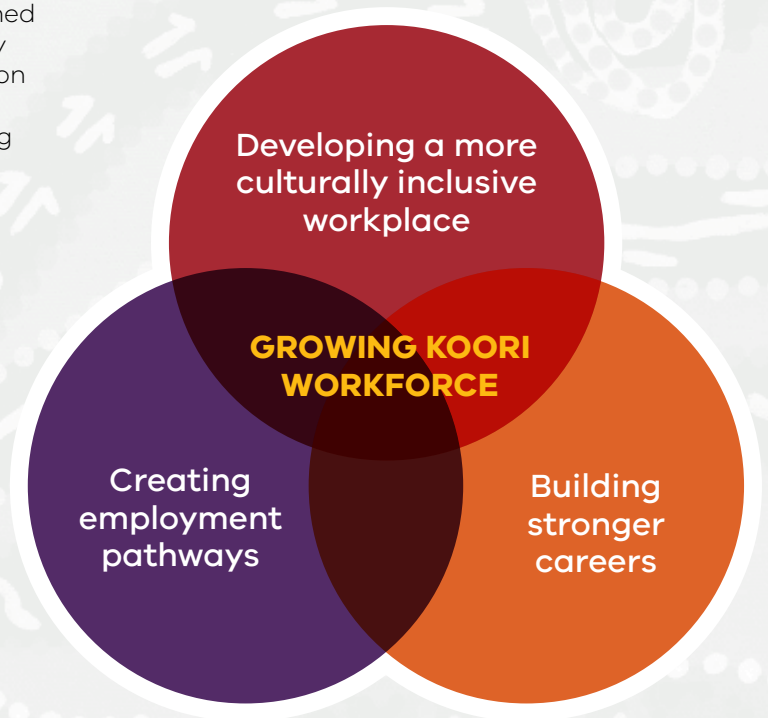 Developing a more
culturally inclusive
workplace
GROWING KOORI
WORKFORCE
Creating
employment
pathways
Building
stronger
careers